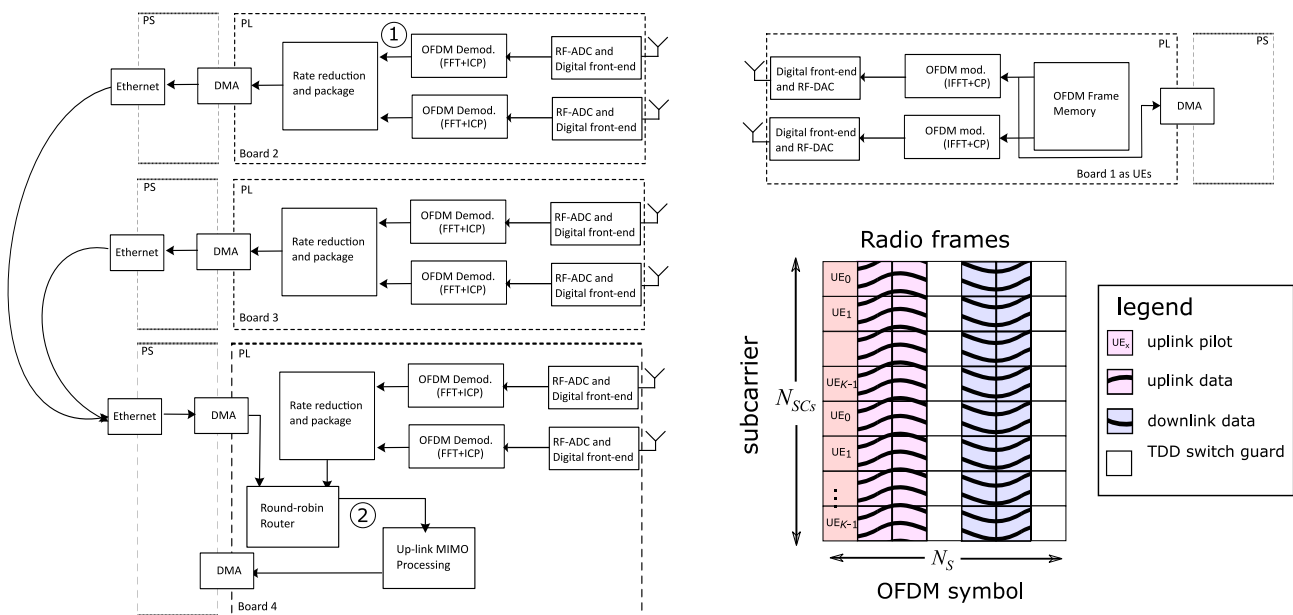 PS
PL
1
OFDM Demod.
(FFT+ICP)
RF-ADC and
Digital front-end
Ethernet
DMA
Rate reduction
and package
OFDM Demod.
(FFT+ICP)
RF-ADC and
Digital front-end
Board 2
PS
PL
OFDM Demod.
(FFT+ICP)
RF-ADC and
Digital front-end
Ethernet
DMA
Rate reduction
and package
OFDM Demod.
(FFT+ICP)
RF-ADC and
Digital front-end
Board 3
PS
PL
OFDM Demod.
(FFT+ICP)
RF-ADC and
Digital front-end
Ethernet
DMA
Rate reduction
and package
OFDM Demod.
(FFT+ICP)
RF-ADC and
Digital front-end
Round-robin
Router
2
Up-link MIMO
Processing
DMA
Board 4
PL
PS
Digital front-end
and RF-DAC
OFDM mod.
(IFFT+CP)
OFDM Frame
Memory
DMA
Digital front-end
and RF-DAC
OFDM mod.
(IFFT+CP)
Board 1 as UEs
Radio frames
subcarrier
N_SCs
UE0
UE1
UEK-1
UE0
UE1
⋮
UEK-1
N_S
OFDM symbol
legend
UEx uplink pilot
uplink data
downlink data
TDD switch guard